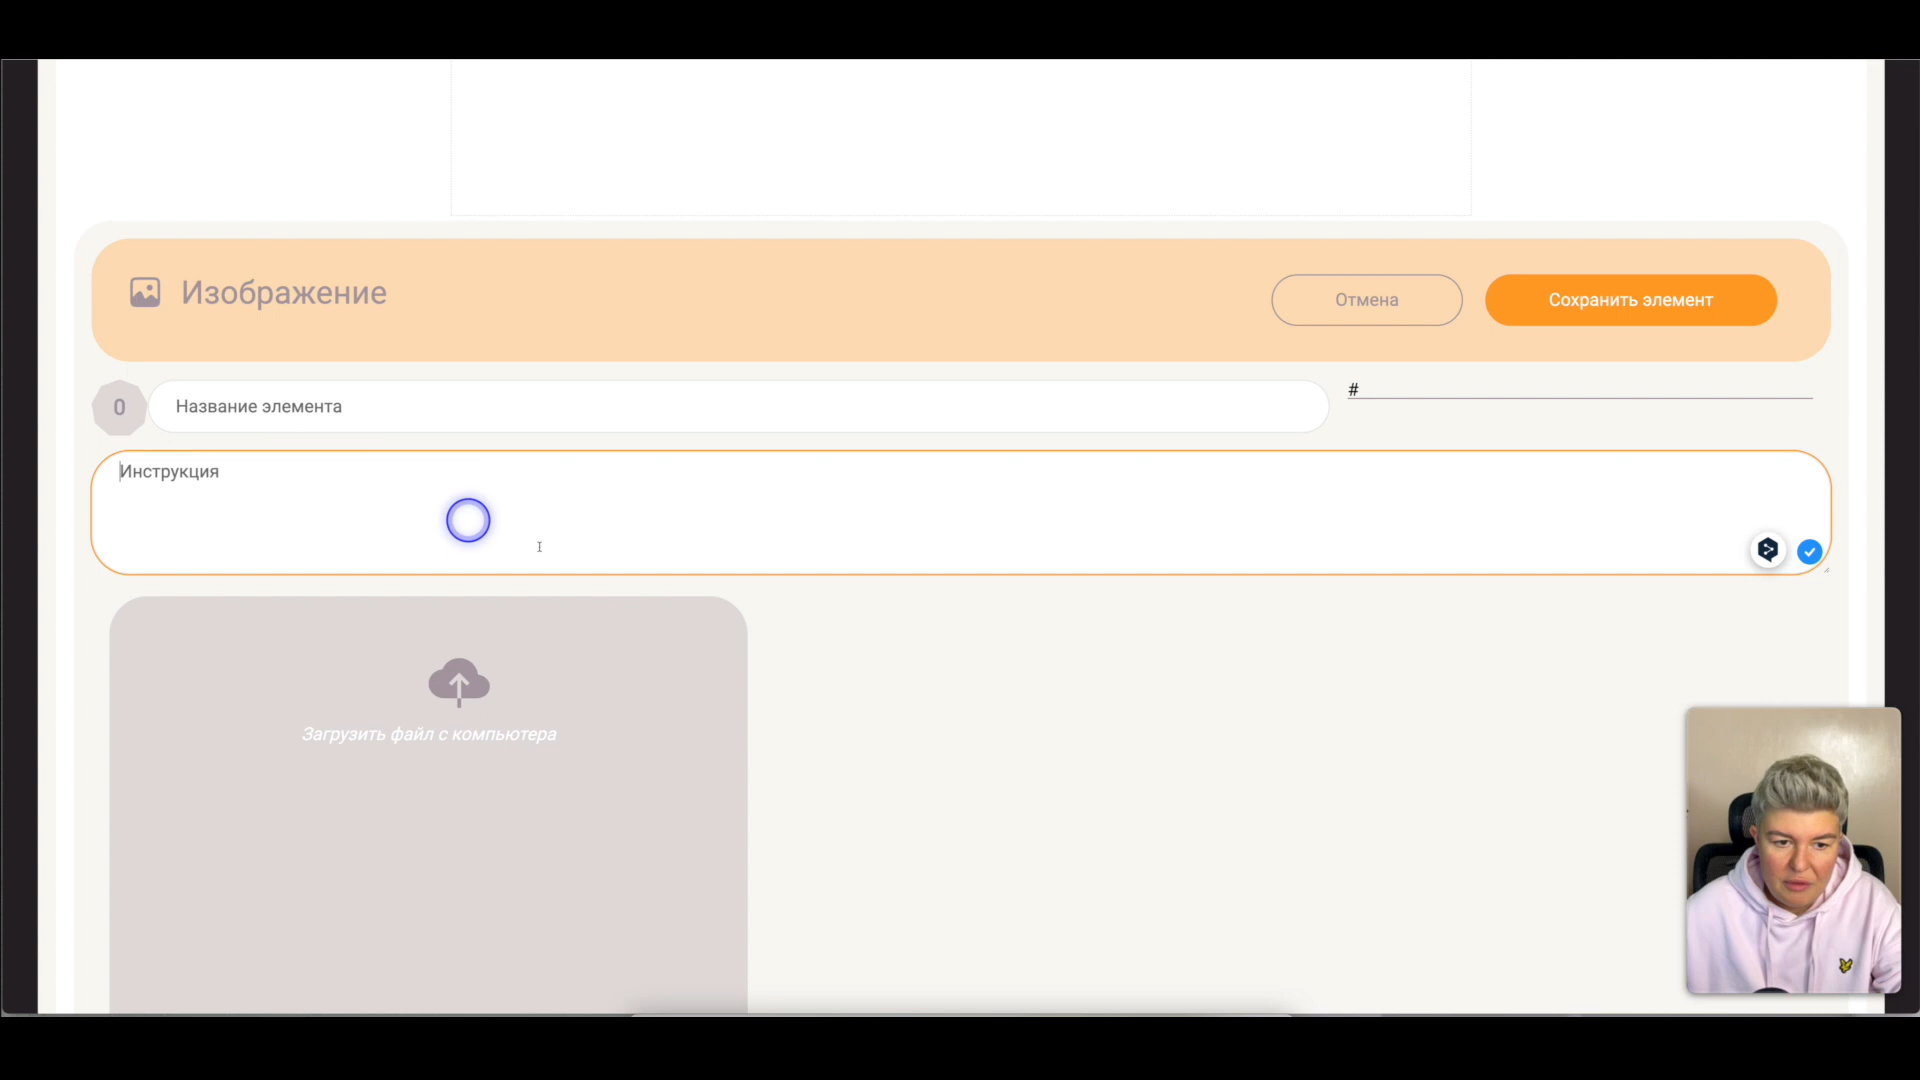 Изображение
Отмена
Сохранить элемент
0
Название элемента
#
Инструкция
Загрузить файл с компьютера